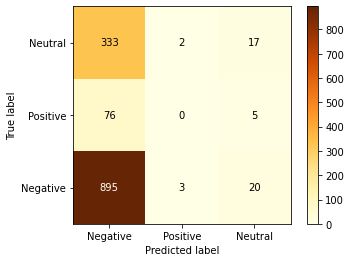 Neutral 333 2 17
Positive 76 0 5
Negative 895 3 20
Negative Positive Neutral
Predicted label
True label
800
700
600
500
400
300
200
100
0